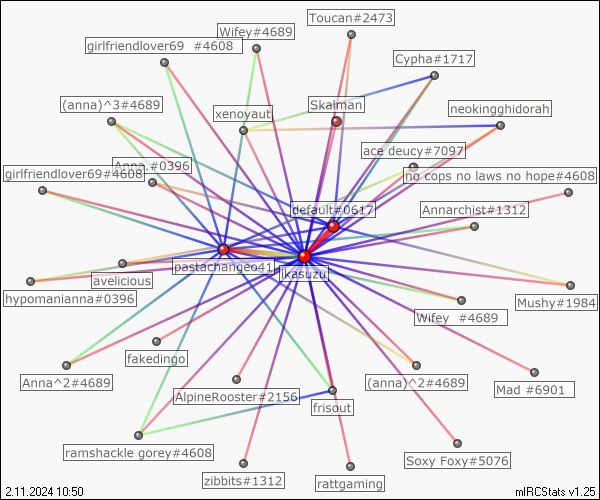 Toucan#2473
Wifey#4689
girlfriendlover69  #4608
Cypha#1717
(anna)^3#4689
Skalman
xenoyaut
neokingghidorah
ace deucy#7097
Anna.#0396
girlfriendlover69#4608
no cops no laws no hope#4608
default#0617
Annarchist#1312
pastachangeo41
jikasuzu
avelicious
hypomanianna#0396
Mushy#1984
Wifey  #4689
fakedingo
Anna^2#4689
(anna)^2#4689
Mad #6901
AlpineRooster#2156
frisout
ramshackle gorey#4608
Soxy Foxy#5076
zibbits#1312
rattgaming
2.11.2024 10:50
mIRCStats v1.25